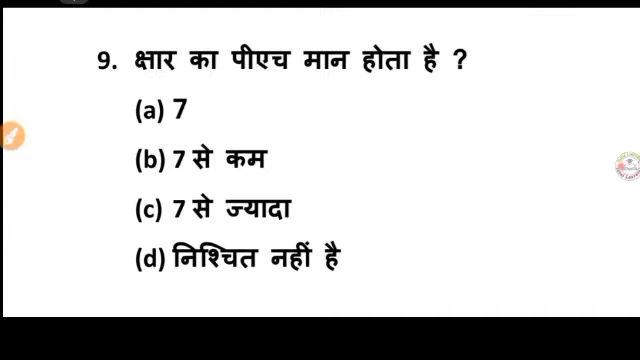 9. क्षार का पीएच मान होता है ?
(a) 7
(b) 7 से कम
(c) 7 से ज्यादा
(d) निश्चित नहीं है